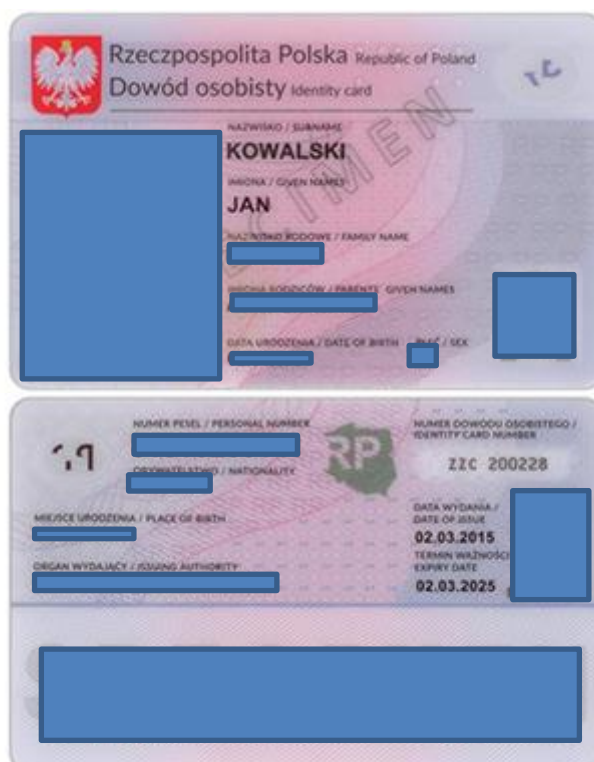 Rzeczpospolita Polska Republic of Poland
Dowód osobisty Identity card
SPECIMEN
NAZWISKO / SURNAME
KOWALSKI
IMIONA / GIVEN NAMES
JAN
NAZWISKO RODOWE / FAMILY NAME
IMIONA RODZICÓW / PARENTS' GIVEN NAMES
DATA URODZENIA / DATE OF BIRTH
PŁEĆ / SEX
NUMER PESEL / PERSONAL NUMBER
OBYWATELSTWO / NATIONALITY
RP
NUMER DOWODU OSOBISTEGO /
IDENTITY CARD NUMBER
ZZC 200228
MIEJSCE URODZENIA / PLACE OF BIRTH
DATA WYDANIA /
DATE OF ISSUE
02.03.2015
ORGAN WYDAJĄCY / ISSUING AUTHORITY
TERMIN WAŻNOŚCI
EXPIRY DATE
02.03.2025